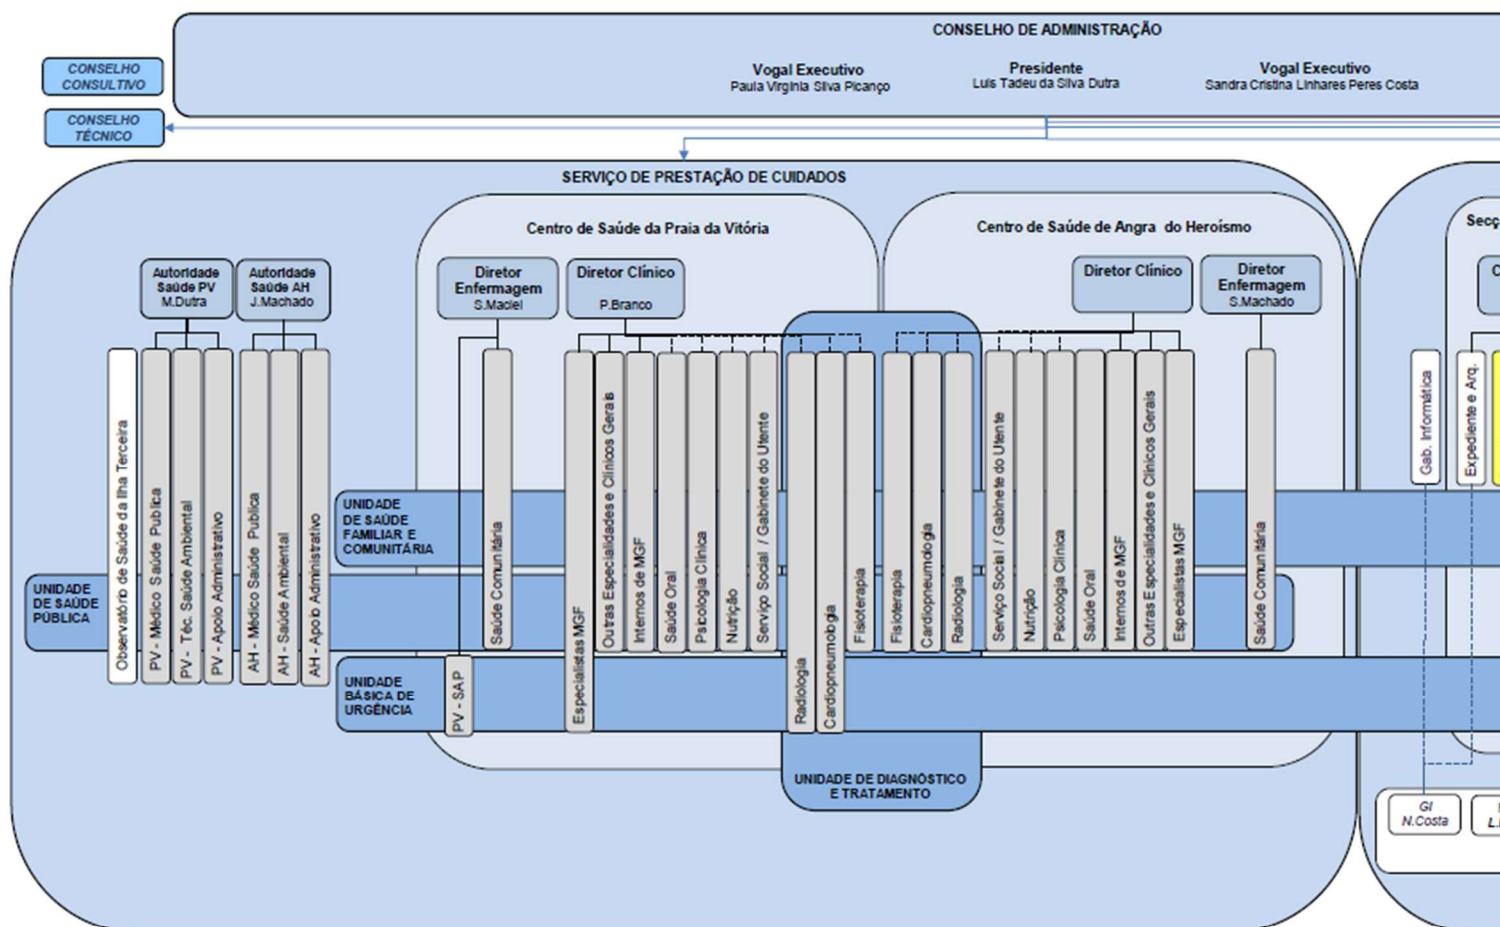 CONSELHO DE ADMINISTRAÇÃO
CONSELHO
CONSULTIVO
Vogal Executivo
Paula Virgínia Silva Picanço
Presidente
Luis Tadeu da Silva Dutra
Vogal Executivo
Sandra Cristina Linhares Peres Costa
CONSELHO
TÉCNICO
SERVIÇO DE PRESTAÇÃO DE CUIDADOS
Centro de Saúde da Praia da Vitória
Centro de Saúde de Angra do Heroísmo
Secç
Autoridade
Saúde PV
M.Dutra
Autoridade
Saúde AH
J.Machado
Diretor
Enfermagem
S.Maciel
Diretor Clínico
P.Branco
Diretor Clínico
Diretor
Enfermagem
S.Machado
C
Observatório de Saúde da Ilha Terceira
PV - Médico Saúde Publica
PV - Téc. Saúde Ambiental
PV - Apoio Administrativo
AH - Médico Saúde Publica
AH - Saúde Ambiental
AH - Apoio Administrativo
PV - SAP
Saúde Comunitária
Especialistas MGF
Outras Especialidades e Clínicos Gerais
Internos de MGF
Saúde Oral
Psicologia Clínica
Nutrição
Serviço Social / Gabinete do Utente
Radiologia
Cardiopneumologia
Fisioterapia
Fisioterapia
Cardiopneumologia
Radiologia
Serviço Social / Gabinete do Utente
Nutrição
Psicologia Clínica
Saúde Oral
Internos de MGF
Outras Especialidades e Clínicos Gerais
Especialistas MGF
Saúde Comunitária
Gab. Informática
Expediente e Arq.
UNIDADE
DE SAÚDE
FAMILIAR E
COMUNITÁRIA
UNIDADE
DE SAÚDE
PÚBLICA
UNIDADE
BÁSICA DE
URGÊNCIA
UNIDADE DE DIAGNÓSTICO
E TRATAMENTO
GI
N.Costa